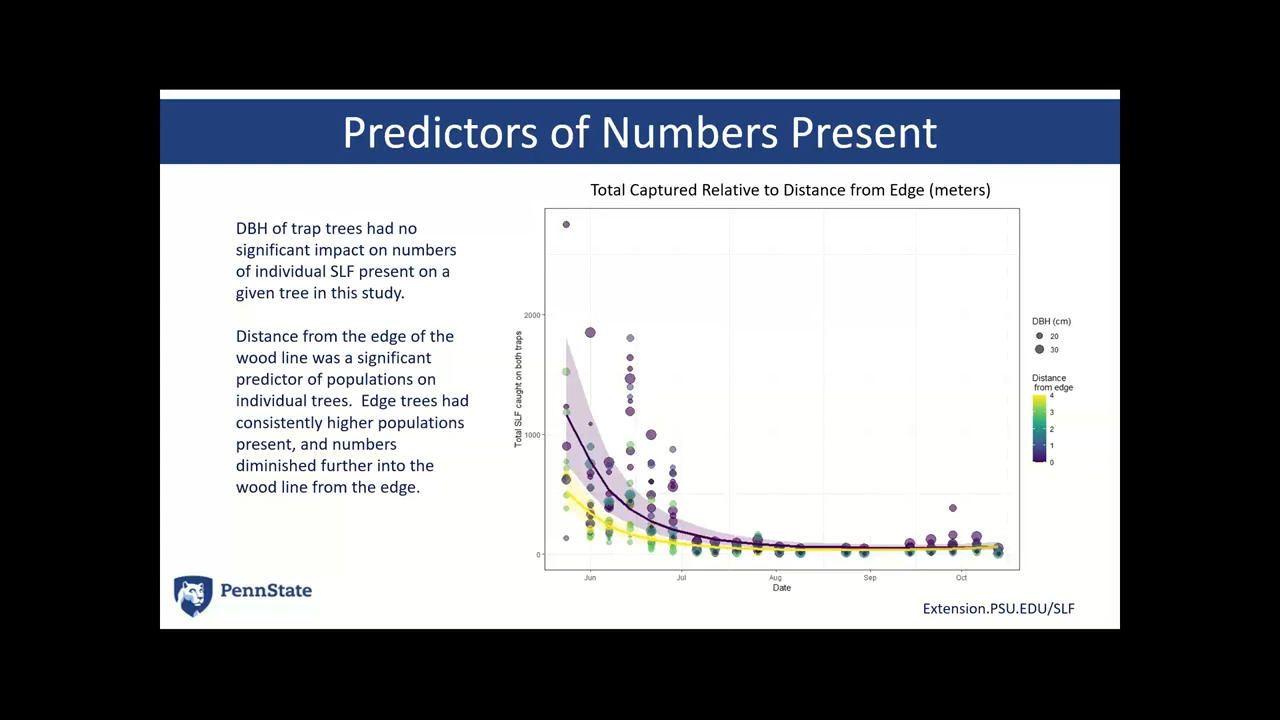 Predictors of Numbers Present
Total Captured Relative to Distance from Edge (meters)
DBH of trap trees had no
significant impact on numbers
of individual SLF present on a
given tree in this study.
Distance from the edge of the
wood line was a significant
predictor of populations on
individual trees. Edge trees had
consistently higher populations
present, and numbers
diminished further into the
wood line from the edge.
Total SLF caught on both traps
2000
1000
0
Jun
Jul
Aug
Sep
Oct
Date
DBH (cm)
20
30
Distance
from edge
4
3
2
1
0
PennState
Extension.PSU.EDU/SLF